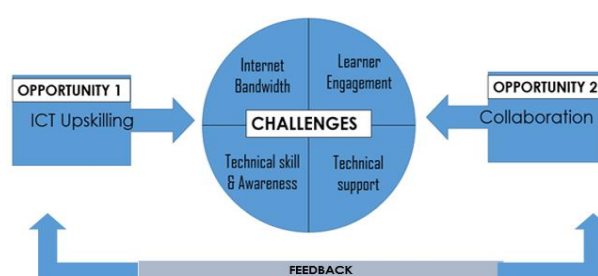 Internet
Bandwidth
Learner
Engagement
OPPORTUNITY 1
ICT Upskilling
CHALLENGES
OPPORTUNITY 2
Collaboration
Technical skill
& Awareness
Technical
support
FEEDBACK